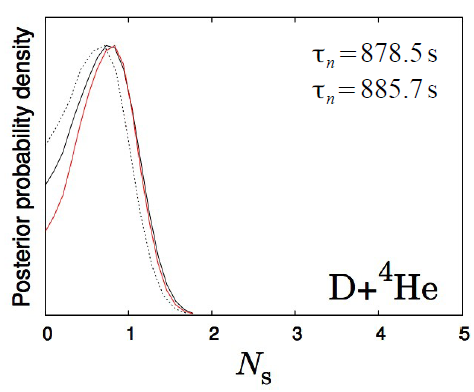 Posterior probability density
τₙ=878.5 s
τₙ=885.7 s
D+⁴He
0 1 2 3 4 5
Nₛ